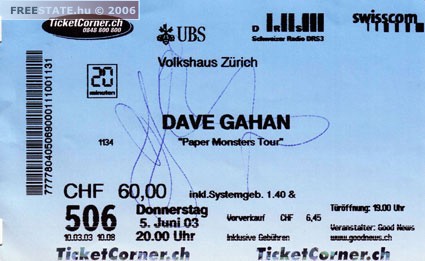 FREESTATE.hu © 2006
TicketCorner.ch
0848 800 800
UBS
DRS3
Schweizer Radio DRS3
swisscom
Volkshaus Zürich
20
minuten
DAVE GAHAN
1134 "Paper Monsters Tour"
7777804050690000111001131
CHF 60,00 inkl.Systemgeb. 1.40 &
506 Donnerstag
5. Juni 03
20.00 Uhr
10.03.03 10.08
Vorverkauf CHF 6,45
Inklusive Gebühren
Türöffnung: 19.00 Uhr
Veranstalter: Good News
www.goodnews.ch
TicketCorner.ch TicketCorner.ch